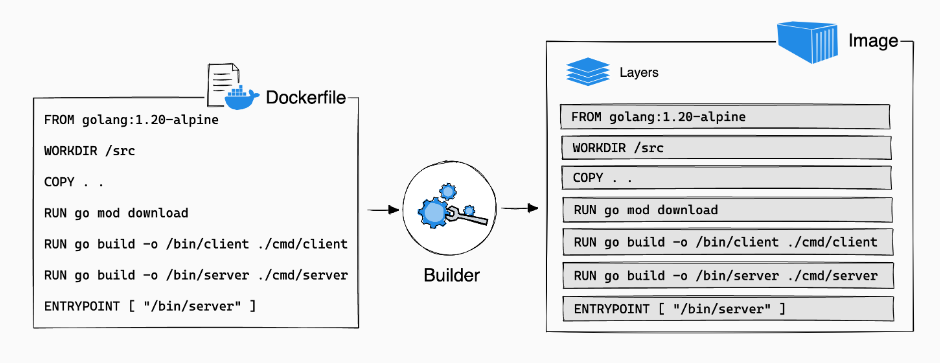 Dockerfile
FROM golang:1.20-alpine
WORKDIR /src
COPY . .
RUN go mod download
RUN go build -o /bin/client ./cmd/client
RUN go build -o /bin/server ./cmd/server
ENTRYPOINT [ "/bin/server" ]
Builder
Image
Layers
FROM golang:1.20-alpine
WORKDIR /src
COPY . .
RUN go mod download
RUN go build -o /bin/client ./cmd/client
RUN go build -o /bin/server ./cmd/server
ENTRYPOINT [ "/bin/server" ]